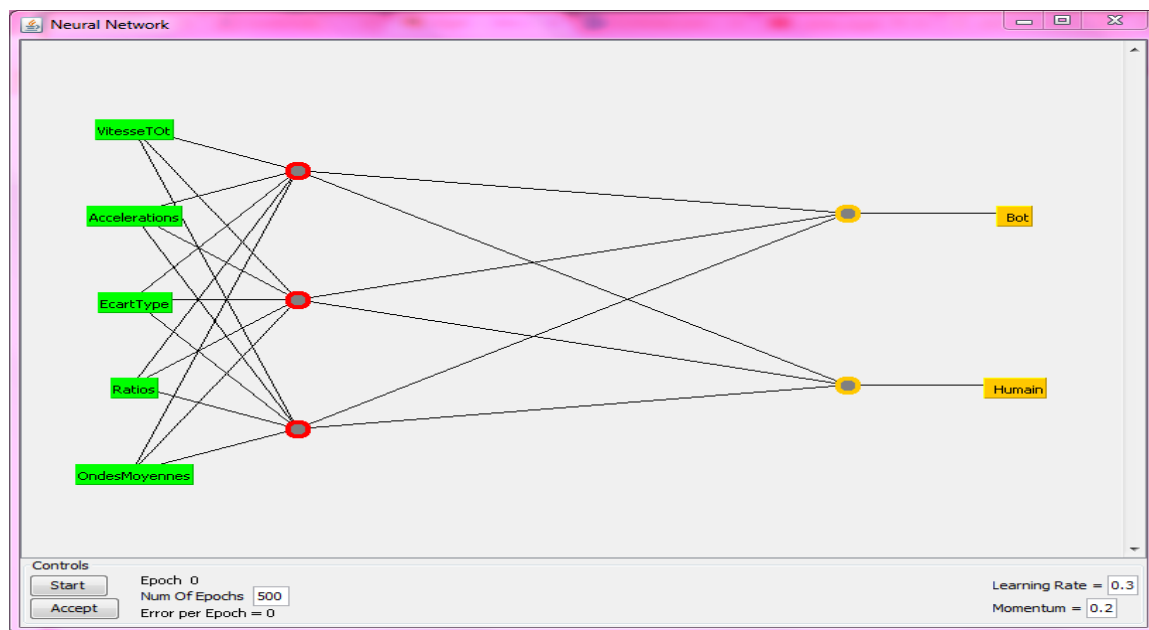 Neural Network
VitesseTOt
Accelerations
EcartType
Ratios
OndesMoyennes
Bot
Humain
Controls
Start
Accept
Epoch 0
Num Of Epochs 500
Error per Epoch = 0
Learning Rate = 0.3
Momentum = 0.2